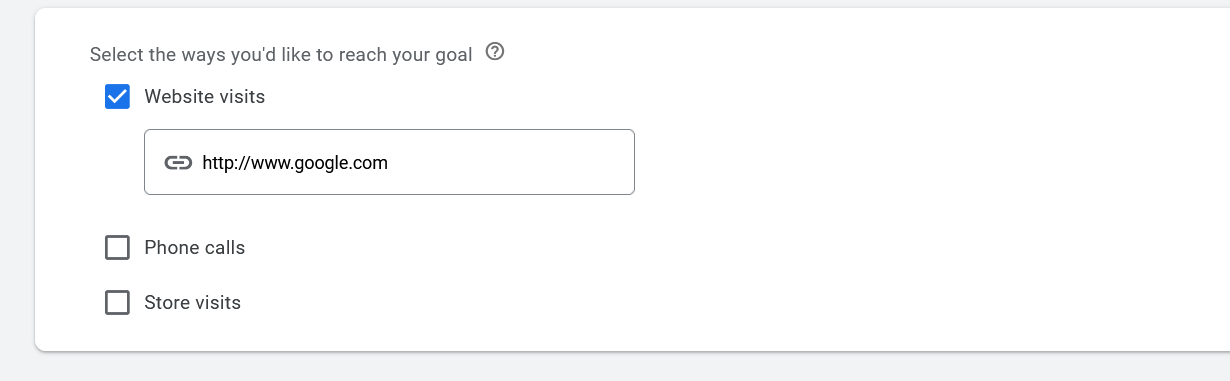 Select the ways you'd like to reach your goal
Website visits
http://www.google.com
Phone calls
Store visits